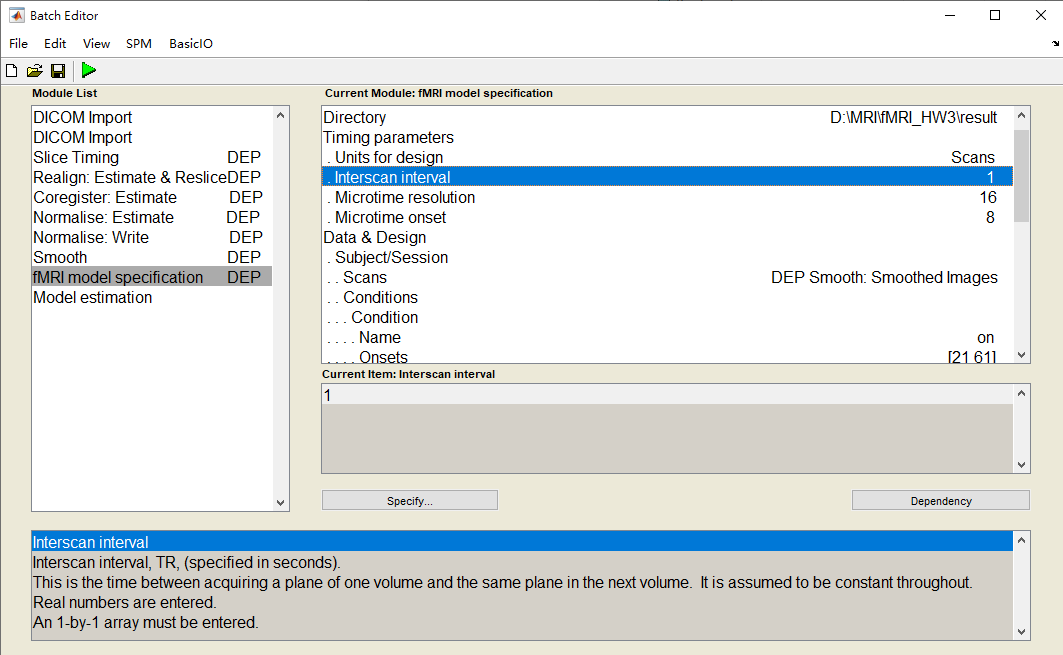 Batch Editor
File Edit View SPM BasicIO
Module List
DICOM Import
DICOM Import
Slice Timing DEP
Realign: Estimate & Reslice DEP
Coregister: Estimate DEP
Normalise: Estimate DEP
Normalise: Write DEP
Smooth DEP
fMRI model specification DEP
Model estimation
Current Module: fMRI model specification
Directory D:\MRI\fMRI_HW3\result
Timing parameters
. Units for design Scans
. Interscan interval 1
. Microtime resolution 16
. Microtime onset 8
Data & Design
. Subject/Session
. . Scans DEP Smooth: Smoothed Images
. . Conditions
. . . Condition
. . . . Name on
. . . . Onsets [21 61]
Current Item: Interscan interval
1
Specify...
Dependency
Interscan interval
Interscan interval, TR, (specified in seconds).
This is the time between acquiring a plane of one volume and the same plane in the next volume.  It is assumed to be constant throughout.
Real numbers are entered.
An 1-by-1 array must be entered.